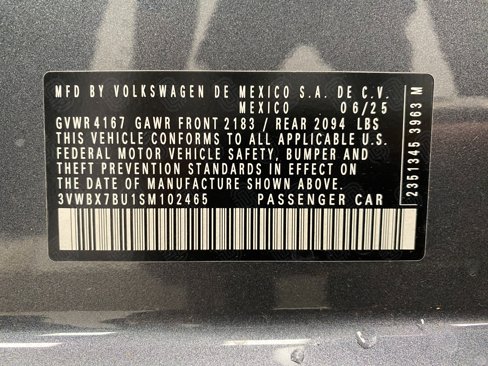 MFD BY VOLKSWAGEN DE MEXICO S.A. DE C.V.
MEXICO 06/25
GVWR 4167 GAWR FRONT 2183 / REAR 2094 LBS
THIS VEHICLE CONFORMS TO ALL APPLICABLE U.S.
FEDERAL MOTOR VEHICLE SAFETY, BUMPER AND
THEFT PREVENTION STANDARDS IN EFFECT ON
THE DATE OF MANUFACTURE SHOWN ABOVE.
3VWBX7BU1SM102465 PASSENGER CAR
2351345 3963 M